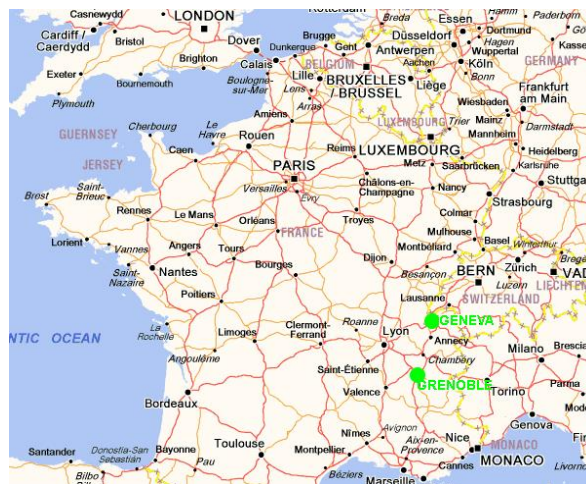 Casnewydd
LONDON
Rotterdam
Breda
Essen
Hamm
Paderborn
Cardiff /
Caerdydd
Bristol
Dover
Brugge
Gent
Düsseldorf
Dortmund
Hagen
Exeter
Brighton
Calais
Dunkerque
Antwerpen
Wuppertal
Bournemouth
Boulogne-
sur-Mer
Lille
BELGIUM
Aachen
Köln
GERMANY
Plymouth
Lens
BRUXELLES
/ BRUSSEL
Liège
Bonn
Arras
Wiesbaden
Frankfurt
am Main
GUERNSEY
Cherbourg
Le
Havre
Amiens
LUXEMBOURG
Trier
Mainz
Darmstadt
Rouen
LUXEMBOURG
Mannheim
JERSEY
Caen
PARIS
Reims
Metz
Saarbrücken
Heidelberg
Karlsruhe
Versailles
Evry
Châlons-en-
Champagne
Nancy
Stuttga
Brest
Saint-
Brieuc
Strasbourg
Rennes
Le Mans
Orléans
Troyes
Colmar
Lorient
Vannes
Angers
Tours
FRANCE
Mulhouse
Saint-
Nazaire
Nantes
Bourges
Dijon
Montbéliard
Basel
Winterthur
Besançon
BERN
Zürich
Breg
VAD
Poitiers
Lausanne
Luzern
LIECHTEN
SWITZERLAND
NTIC OCEAN
La
Rochelle
Limoges
Clermont-
Ferrand
Roanne
Lyon
GENEVA
Annecy
Angoulême
Saint-Étienne
Chambery
Milano
Brescia
Valence
GRENOBLE
Torino
Parma
Bordeaux
Mode
Avignon
Genova
Santander
Donostia-San
Sebastián
Bayonne
Toulouse
Nîmes
Aix-en-
Provence
Nice
MONACO
Fir
Bilbo
Pau
Montpellier
Cannes
MONACO
Livorno
Béziers
Marseille